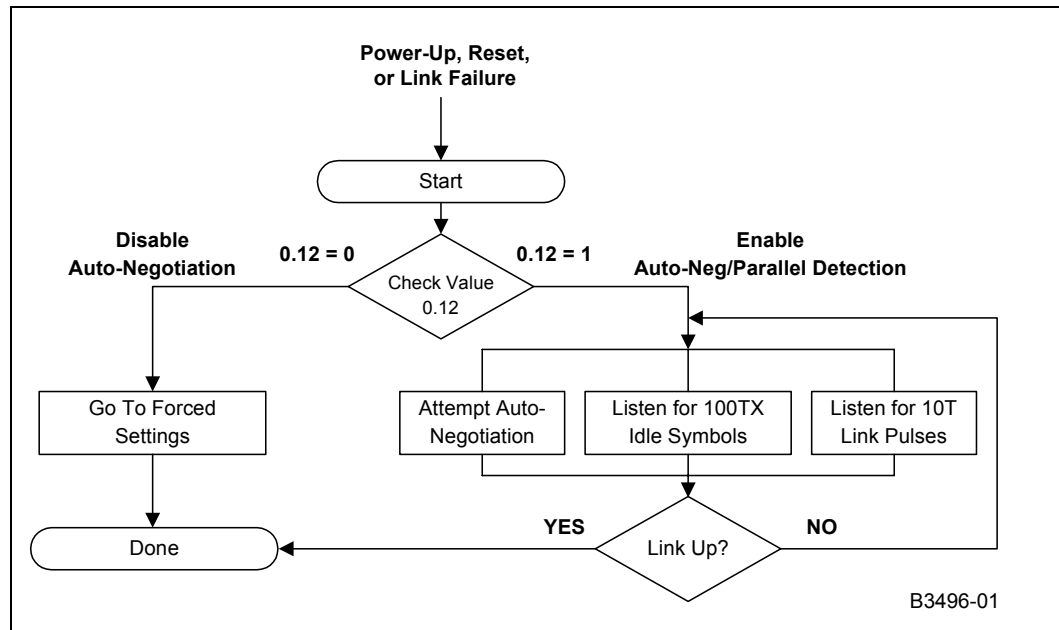 Power-Up, Reset,
or Link Failure
Start
Disable
Auto-Negotiation
0.12 = 0
0.12 = 1
Enable
Auto-Neg/Parallel Detection
Check Value
0.12
Go To Forced
Settings
Attempt Auto-
Negotiation
Listen for 100TX
Idle Symbols
Listen for 10T
Link Pulses
Done
YES
Link Up?
NO
B3496-01